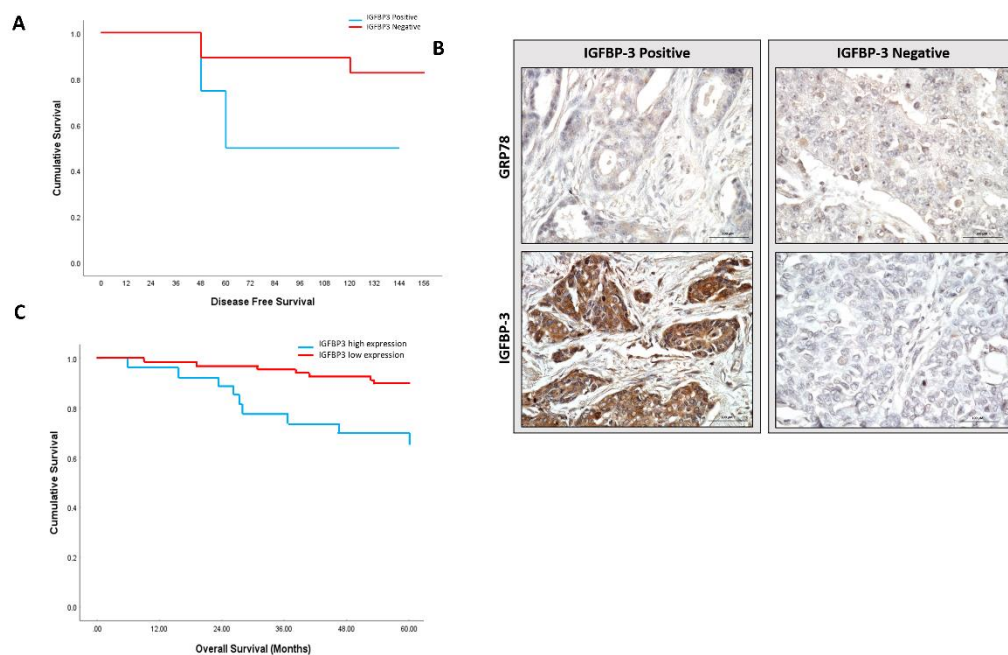 A
IGFBP3 Positive
IGFBP3 Negative
1.0
0.8
0.6
0.4
0.2
0.0
Cumulative Survival
0 12 24 36 48 60 72 84 96 108 120 132 144 156
Disease Free Survival
B
IGFBP-3 Positive
IGFBP-3 Negative
GRP78
IGFBP-3
C
IGFBP3 high expression
IGFBP3 low expression
1.0
0.8
0.6
0.4
0.2
0.0
Cumulative Survival
.00 12.00 24.00 36.00 48.00 60.00
Overall Survival (Months)